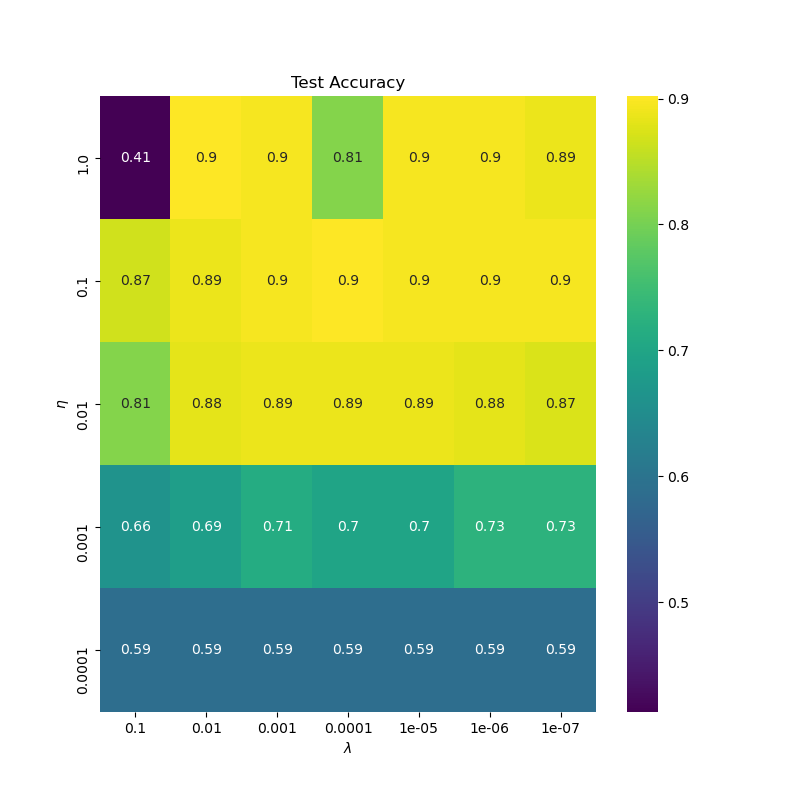 Test Accuracy
1.0 0.41 0.9 0.9 0.81 0.9 0.9 0.89
0.1 0.87 0.89 0.9 0.9 0.9 0.9 0.9
0.01 0.81 0.88 0.89 0.89 0.89 0.88 0.87
0.001 0.66 0.69 0.71 0.7 0.7 0.73 0.73
0.0001 0.59 0.59 0.59 0.59 0.59 0.59 0.59
0.1 0.01 0.001 0.0001 1e-05 1e-06 1e-07
λ
η
0.9
0.8
0.7
0.6
0.5